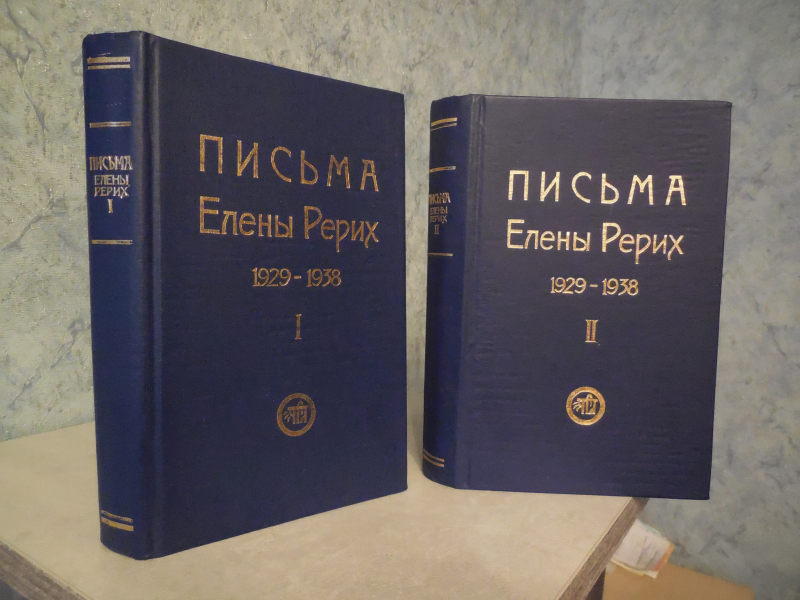 ПИСЬМА
ЕЛЕНЫ
РЕРИХ
I
ПИСЬМА
Елены Рерих
1929-1938
I
ПИСЬМА
ЕЛЕНЫ
РЕРИХ
II
ПИСЬМА
Елены Рерих
1929-1938
II